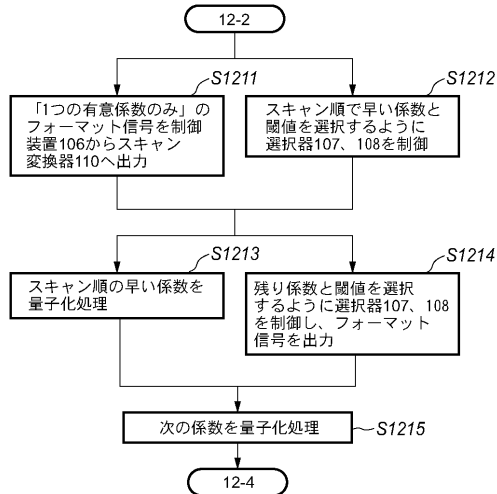 12-2
S1211
「1つの有意係数のみ」の
フォーマット信号を制御
装置106からスキャン
変換器110へ出力
S1212
スキャン順で早い係数と
閾値を選択するように
選択器107、108を制御
S1213
スキャン順の早い係数を
量子化処理
S1214
残り係数と閾値を選択
するように選択器107、108
を制御し、フォーマット
信号を出力
次の係数を量子化処理
S1215
12-4